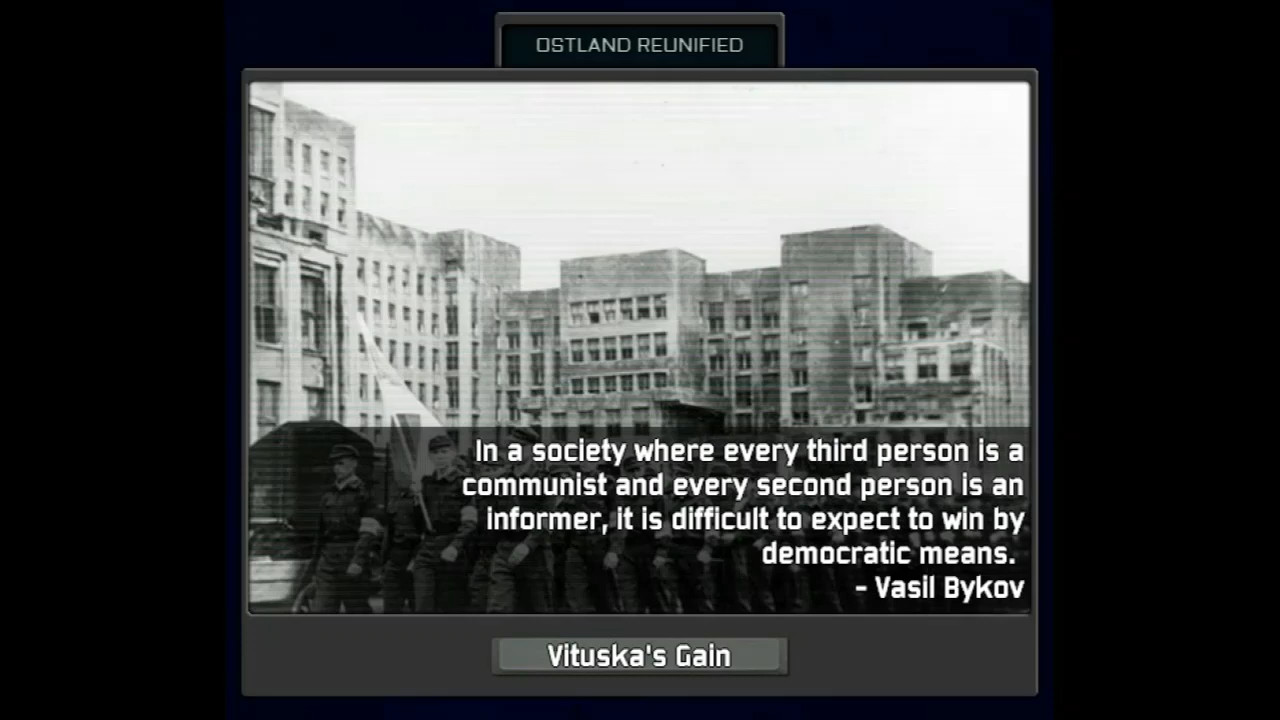 OSTLAND REUNIFIED
In a society where every third person is a
communist and every second person is an
informer, it is difficult to expect to win by
democratic means.
- Vasil Bykov
Vituska's Gain